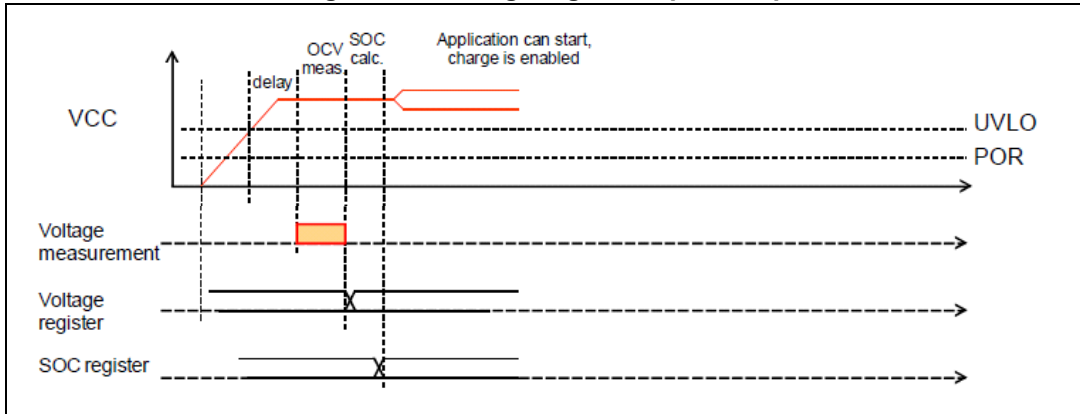 OCV
meas
SOC
calc.
Application can start,
charge is enabled
delay
VCC
UVLO
POR
Voltage
measurement
Voltage
register
SOC register